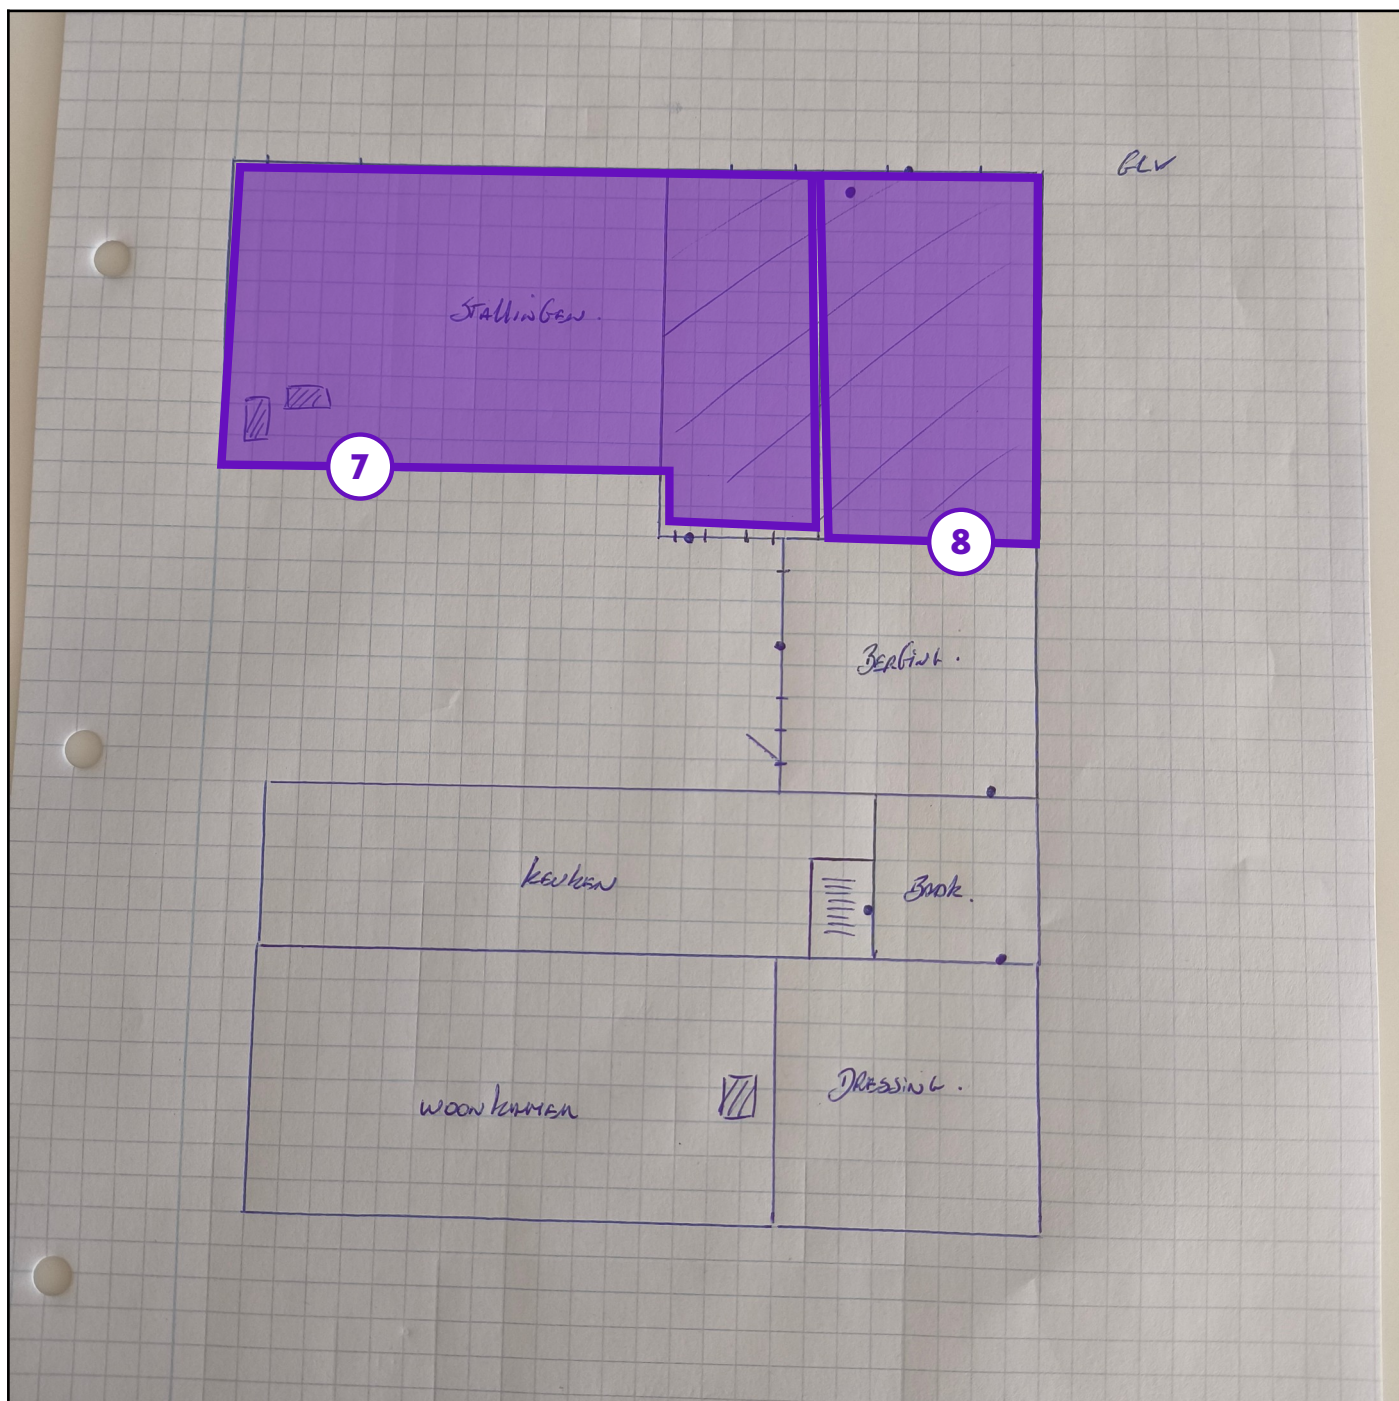 GLV
STALLINGEN.
7
8
BERGING.
KEUKEN
BADK.
WOONKAMER
DRESSING.